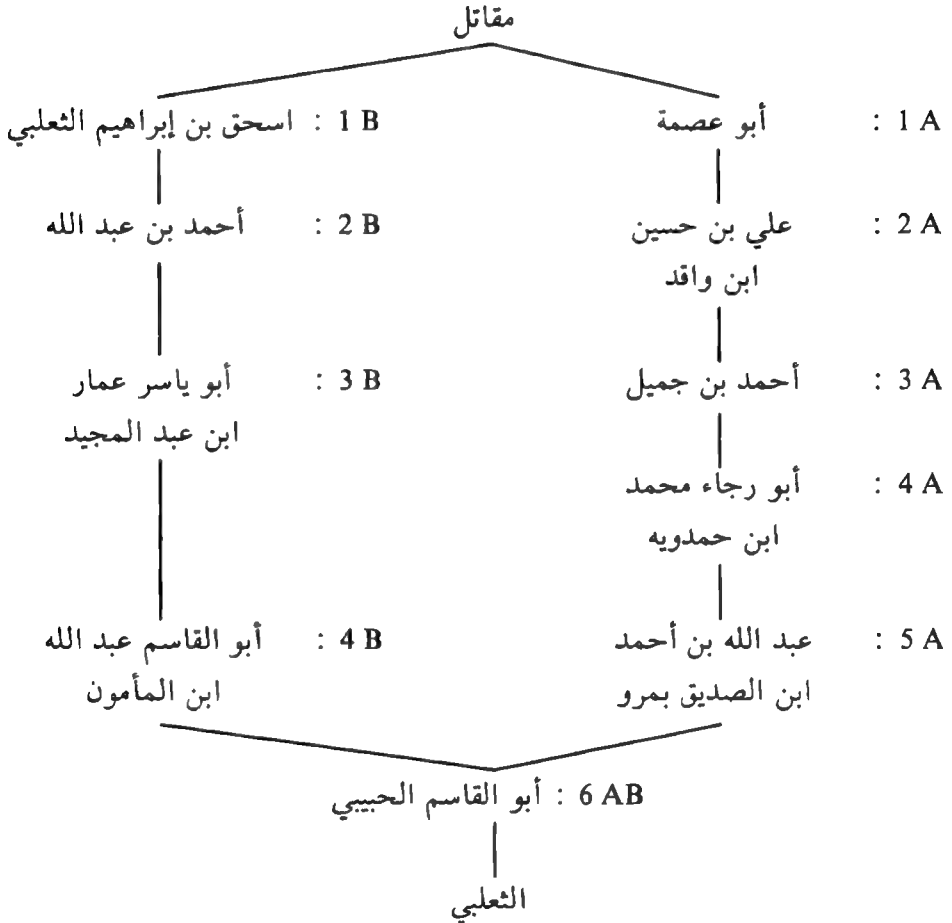 مقاتل
1 A : أبو عصمة
1 B : اسحق بن إبراهيم الثعلبي
2 A : علي بن حسين
ابن واقد
2 B : أحمد بن عبد الله
3 A : أحمد بن جميل
3 B : أبو ياسر عمار
ابن عبد المجيد
4 A : أبو رجاء محمد
ابن حمدويه
5 A : عبد الله بن أحمد
ابن الصديق بمرو
4 B : أبو القاسم عبد الله
ابن المأمون
6 AB : أبو القاسم الحبيبي
الثعلبي